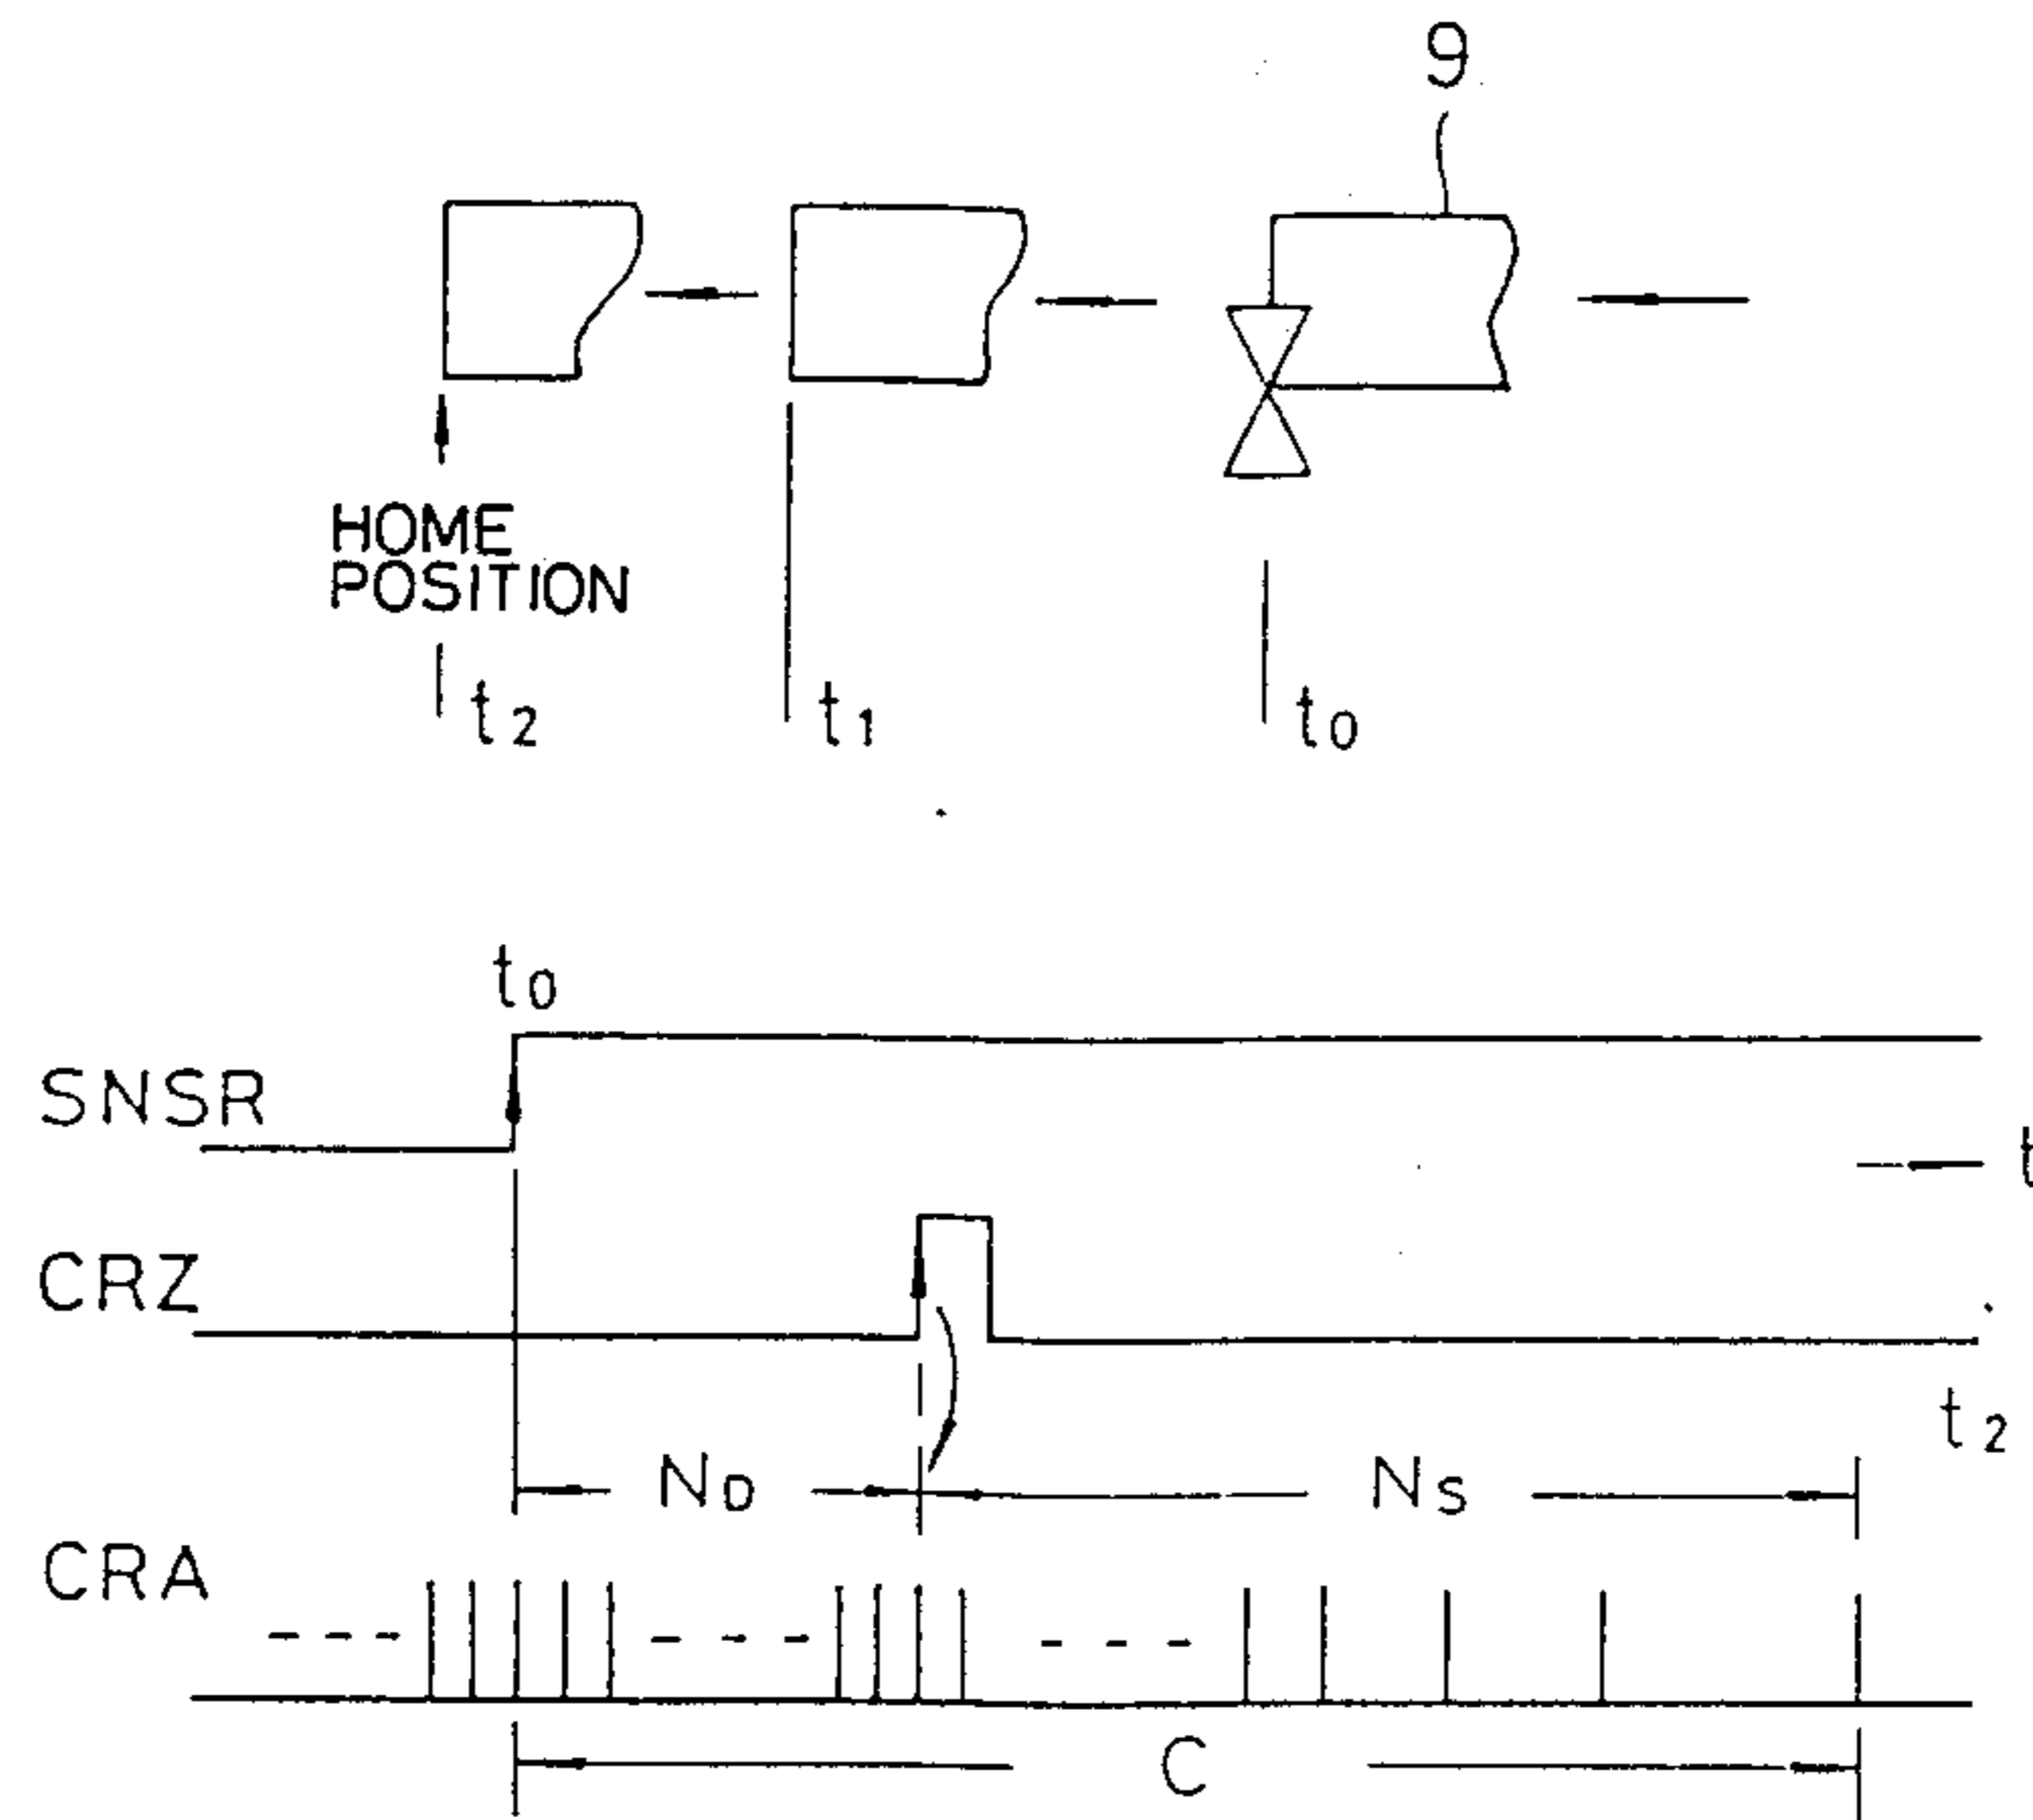 9
HOME
POSITION
t2 t1 t0
t0
SNSR
t
CRZ
t2
N0 NS
CRA
C